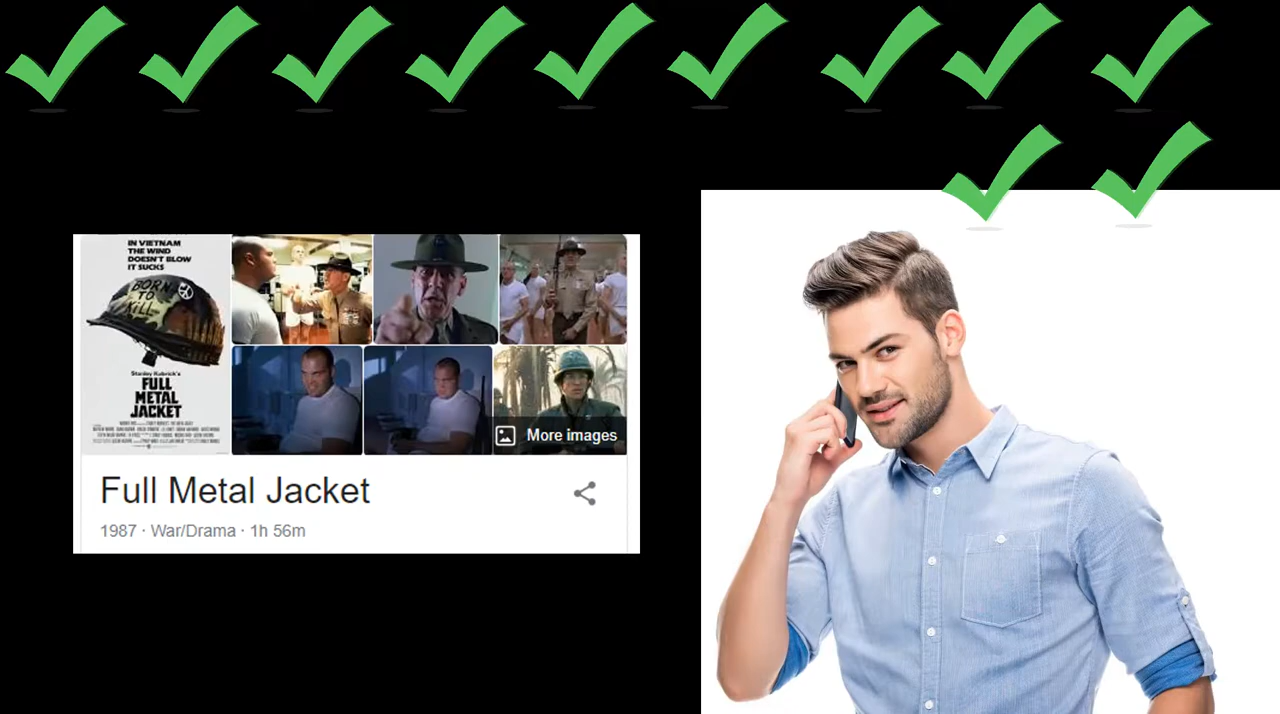 IN VIETNAM
THE WIND
DOESN'T BLOW
IT SUCKS
BORN
TO
KILL
Stanley Kubrick's
FULL
METAL
JACKET
More images
Full Metal Jacket
1987 · War/Drama · 1h 56m